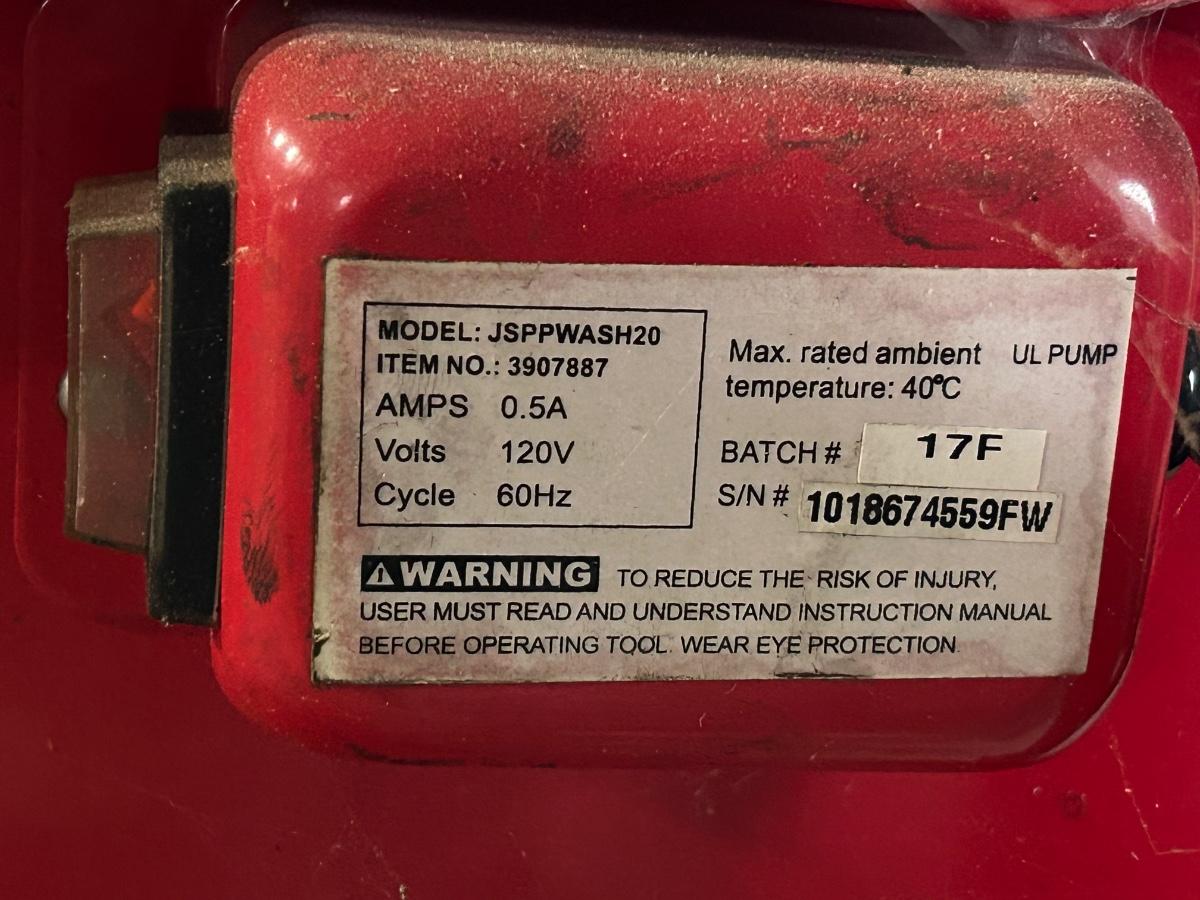 MODEL: JSPPWASH20
ITEM NO.: 3907887
AMPS 0.5A
Volts 120V
Cycle 60Hz
Max. rated ambient UL PUMP
temperature: 40°C
BATCH # 17F
S/N # 1018674559FW
⚠WARNING TO REDUCE THE RISK OF INJURY,
USER MUST READ AND UNDERSTAND INSTRUCTION MANUAL
BEFORE OPERATING TOOL. WEAR EYE PROTECTION.